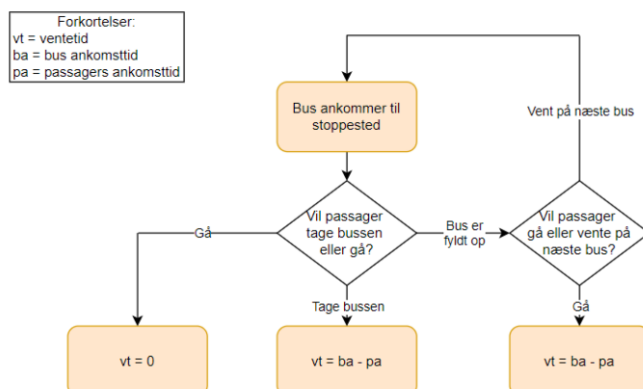 Forkortelser:
vt = ventetid
ba = bus ankomsttid
pa = passagers ankomsttid
Bus ankommer til
stoppested
Vent på næste bus
Vil passager
tage bussen
eller gå?
Gå
Bus er
fyldt op
Vil passager
gå eller vente på
næste bus?
Tage bussen
Gå
vt = 0
vt = ba - pa
vt = ba - pa